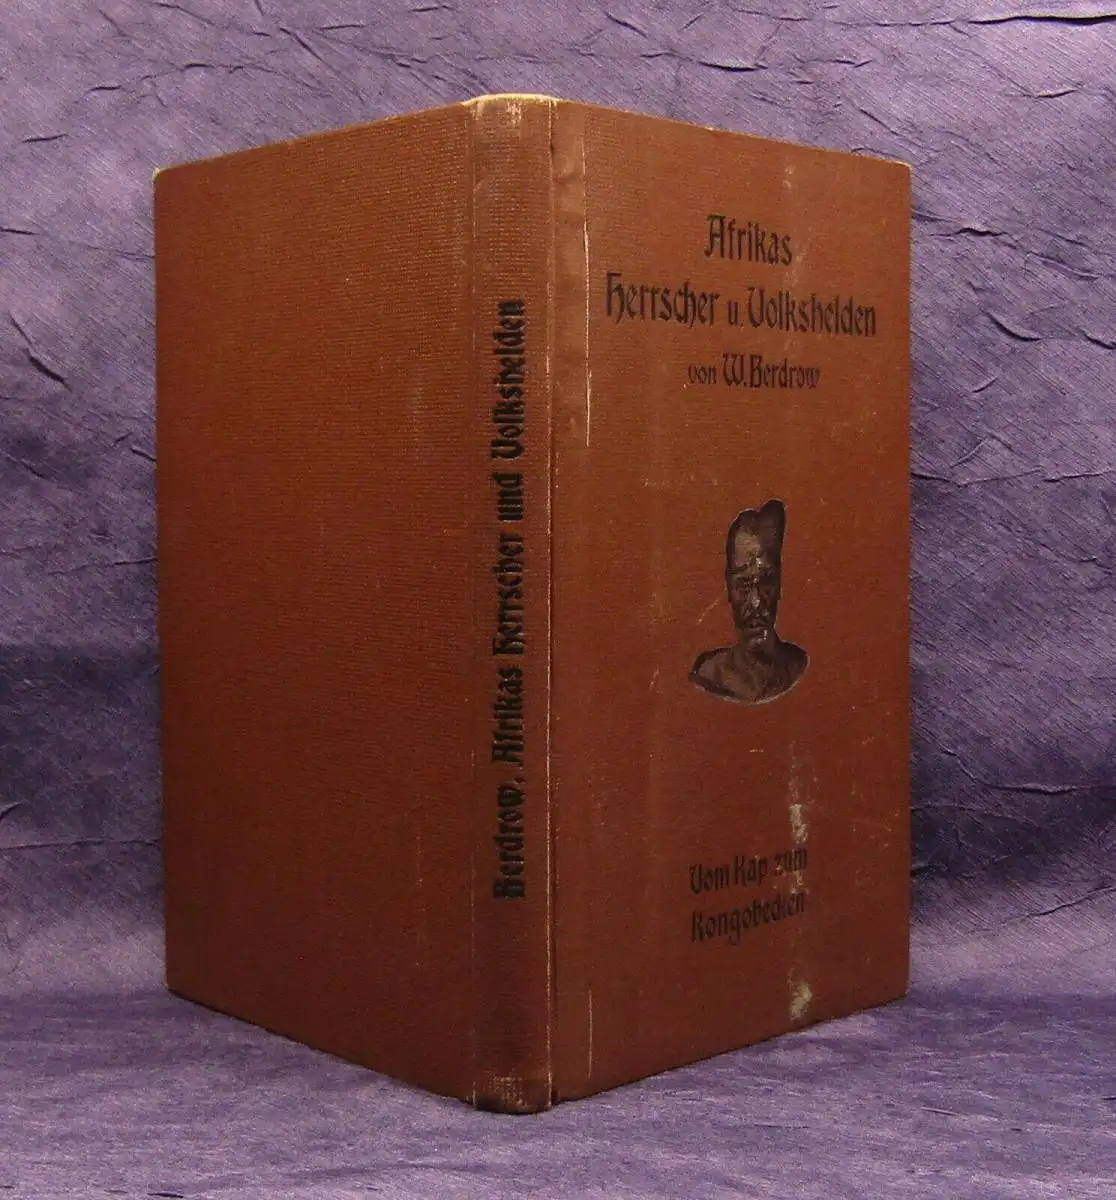 Berdrow, Afrikas Herrscher und Volkshelden
Afrikas
Herrscher u. Volkshelden
von W. Berdrow
Vom Kap zum
Kongobecken